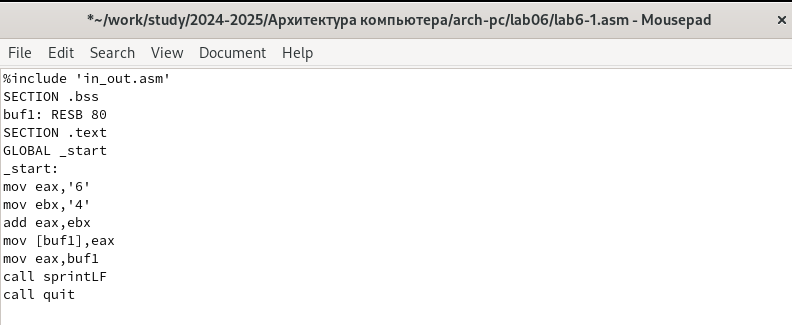 *~/work/study/2024-2025/Архитектура компьютера/arch-pc/lab06/lab6-1.asm - Mousepad ×
File Edit Search View Document Help
%include 'in_out.asm'
SECTION .bss
buf1: RESB 80
SECTION .text
GLOBAL _start
_start:
mov eax,'6'
mov ebx,'4'
add eax,ebx
mov [buf1],eax
mov eax,buf1
call sprintLF
call quit